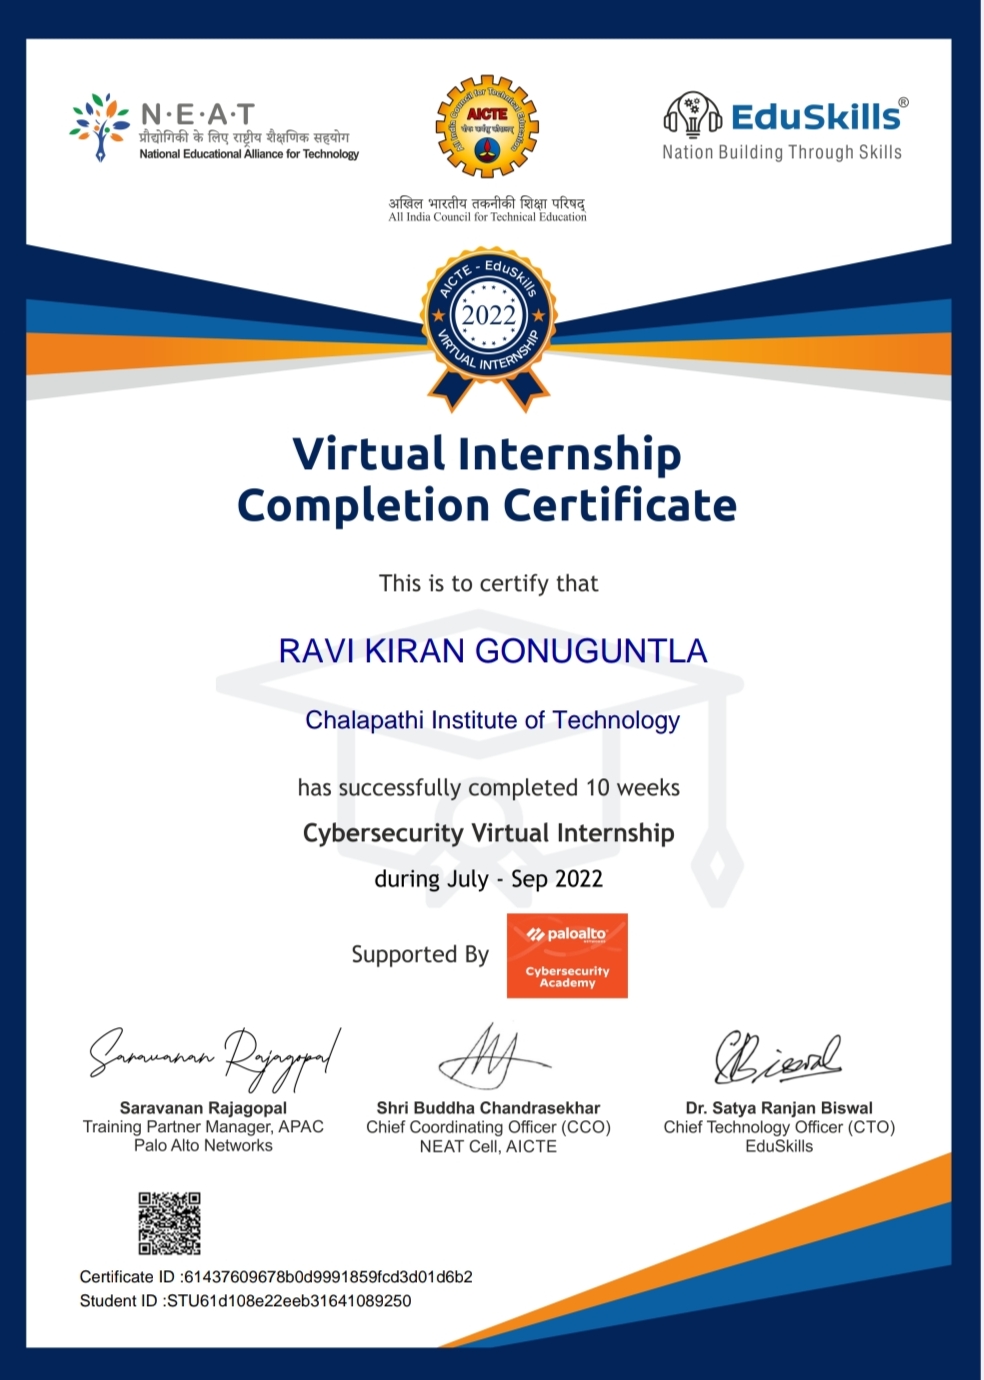 N·E·A·T
प्रौद्योगिकी के लिए राष्ट्रीय शैक्षणिक सहयोग
National Educational Alliance for Technology
All India Council for Technical Education
AICTE
अखिल भारतीय तकनीकी शिक्षा परिषद्
All India Council for Technical Education
EduSkills®
Nation Building Through Skills
AICTE - EduSkills
2022
VIRTUAL INTERNSHIP
Virtual Internship
Completion Certificate
This is to certify that
RAVI KIRAN GONUGUNTLA
Chalapathi Institute of Technology
has successfully completed 10 weeks
Cybersecurity Virtual Internship
during July - Sep 2022
Supported By
paloalto
Cybersecurity
Academy
Saravanan Rajagopal
Saravanan Rajagopal
Training Partner Manager, APAC
Palo Alto Networks
Shri Buddha Chandrasekhar
Chief Coordinating Officer (CCO)
NEAT Cell, AICTE
SBiswal
Dr. Satya Ranjan Biswal
Chief Technology Officer (CTO)
EduSkills
Certificate ID :61437609678b0d9991859fcd3d01d6b2
Student ID :STU61d108e22eeb31641089250